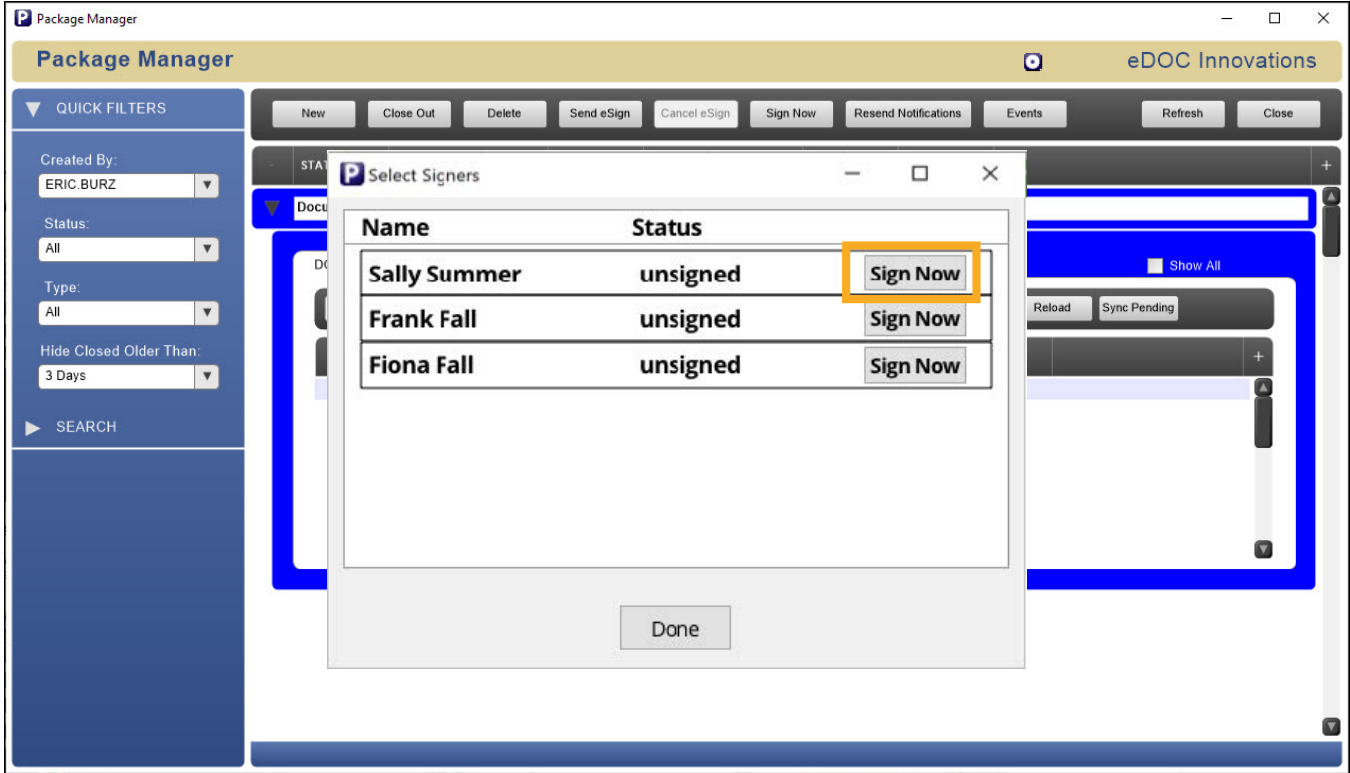 Package Manager
Package Manager
eDOC Innovations
QUICK FILTERS
New Close Out Delete Send eSign Cancel eSign Sign Now Resend Notifications Events Refresh Close
Created By:
ERIC.BURZ
Status:
All
Type:
All
Hide Closed Older Than:
3 Days
SEARCH
- +
Show All
Reload Sync Pending
+
Select Signers
Name Status
Sally Summer unsigned Sign Now
Frank Fall unsigned Sign Now
Fiona Fall unsigned Sign Now
Done